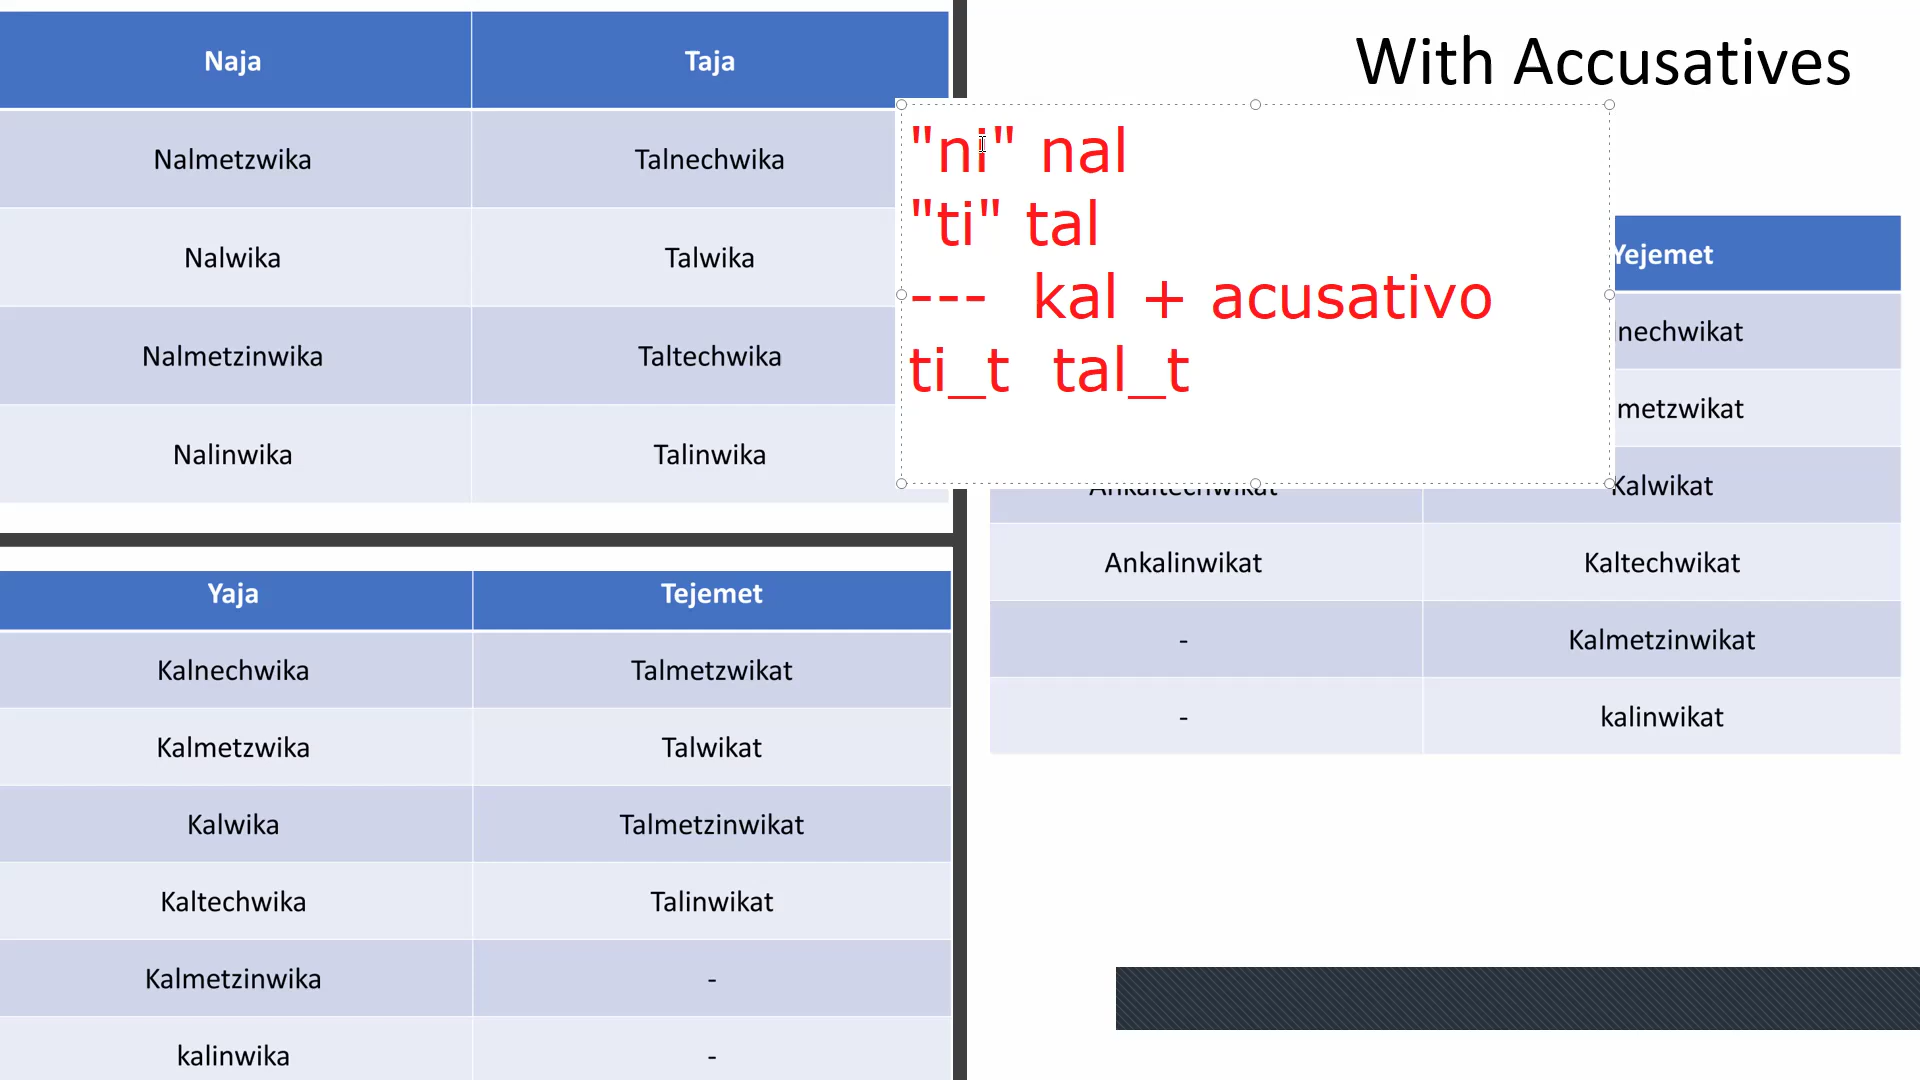 With Accusatives
Naja Taja
Nalmetzwika Talnechwika
Nalwika Talwika
Nalmetzinwika Taltechwika
Nalinwika Talinwika
"ni" nal
"ti" tal
--- kal + acusativo
ti_t tal_t
Yaja Tejemet
Kalnechwika Talmetzwikat
Kalmetzwika Talwikat
Kalwika Talmetzinwikat
Kaltechwika Talinwikat
Kalmetzinwika -
kalinwika -
Yejemet
nechwikat
metzwikat
Ankaltechwikat Kalwikat
Ankalinwikat Kaltechwikat
- Kalmetzinwikat
- kalinwikat